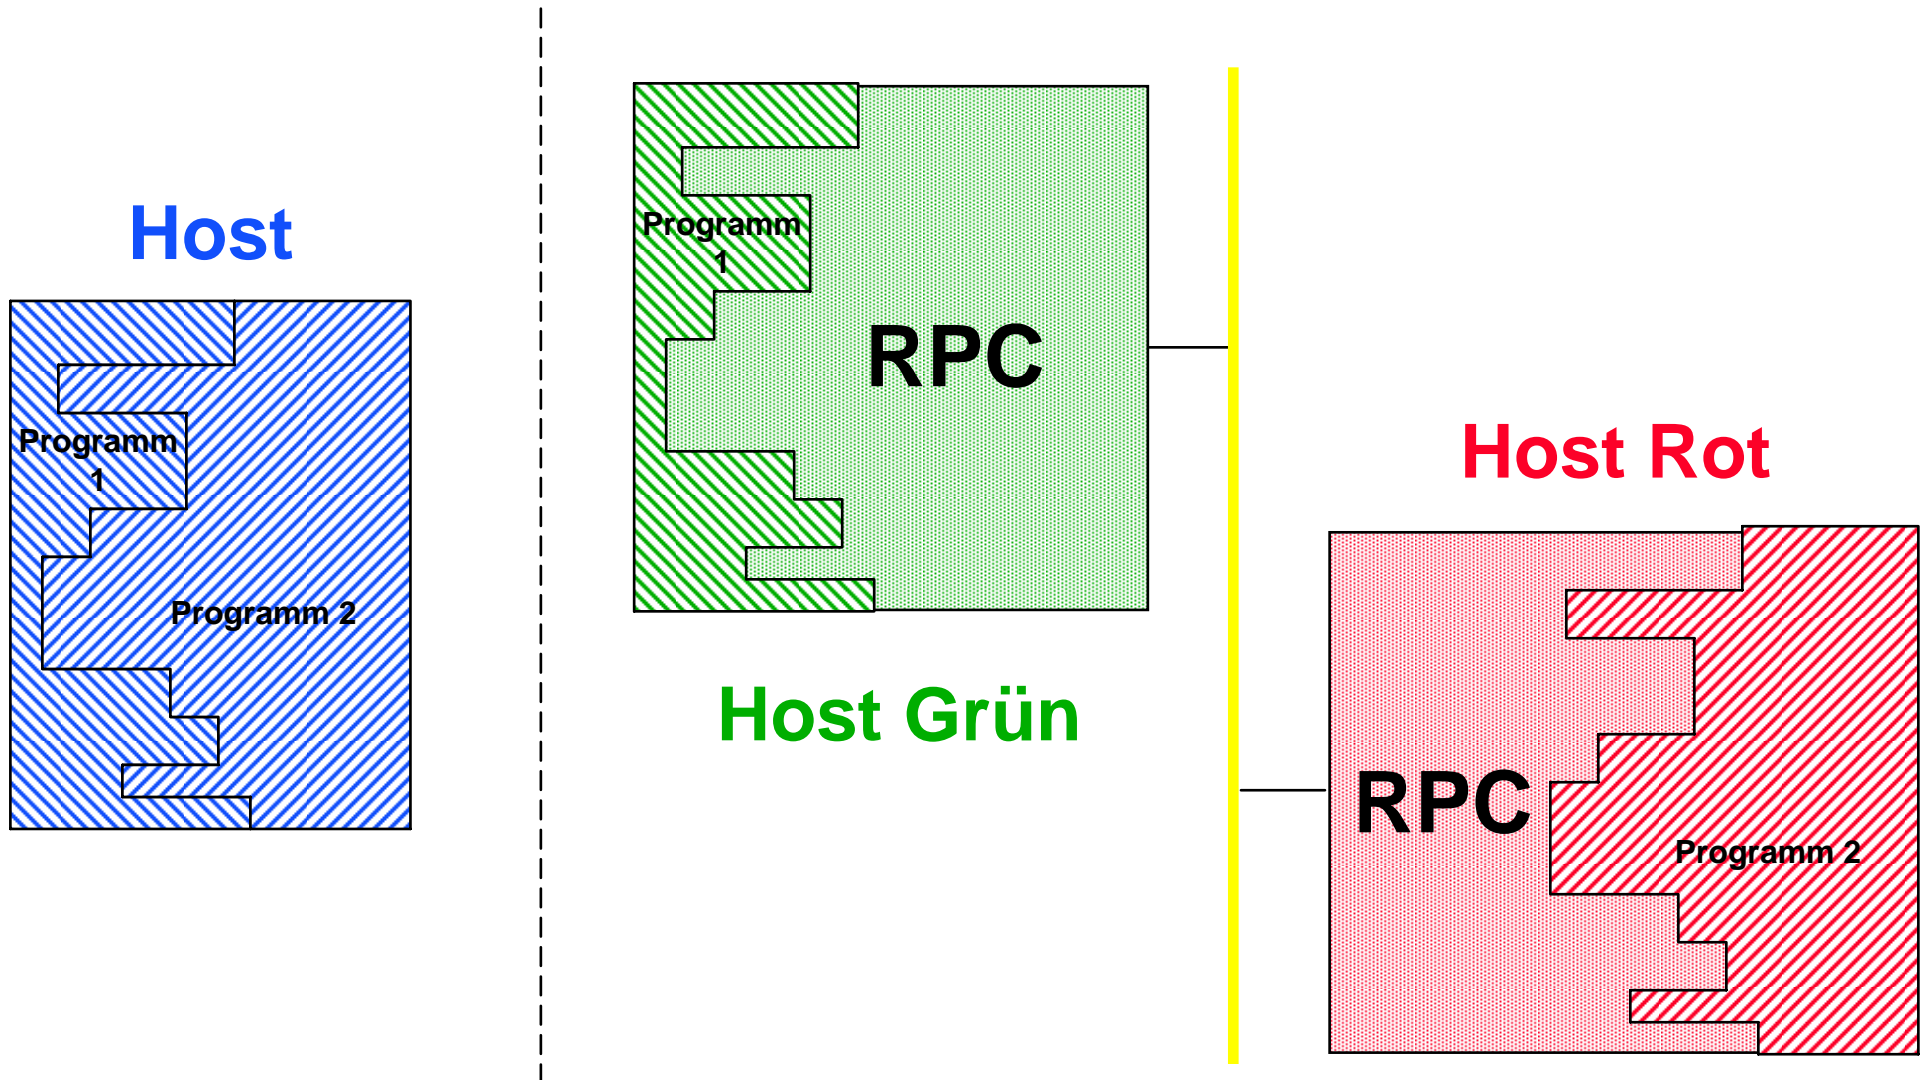 Host
Programm
1
Programm 2
Programm
1
RPC
Host Grün
Host Rot
RPC
Programm 2